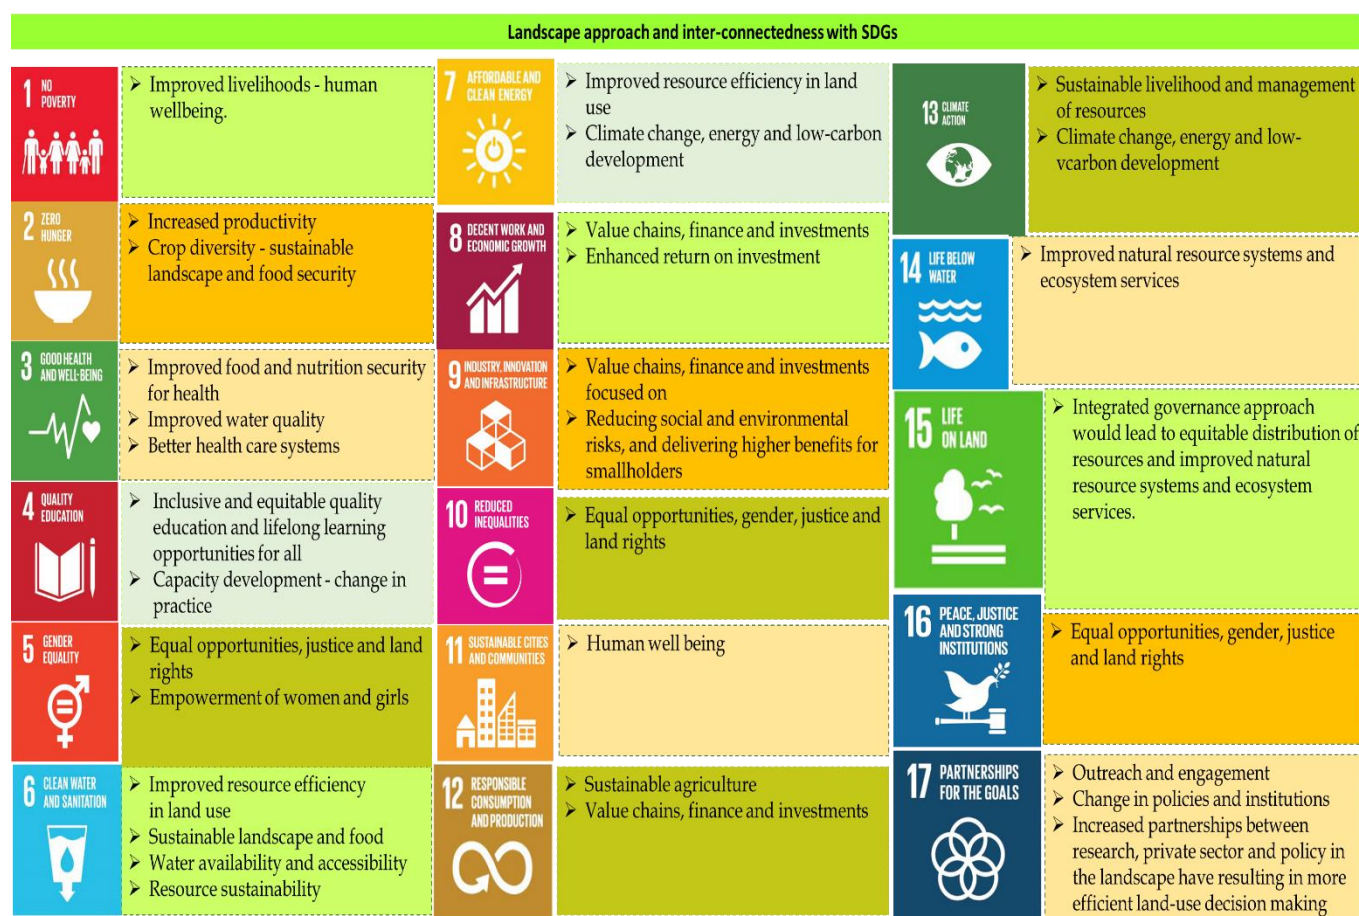 Landscape approach and inter-connectedness with SDGs
1 NO
POVERTY
➢ Improved livelihoods - human
wellbeing.
2 ZERO
HUNGER
➢ Increased productivity
➢ Crop diversity - sustainable
landscape and food security
3 GOOD HEALTH
AND WELL-BEING
➢ Improved food and nutrition security
for health
➢ Improved water quality
➢ Better health care systems
4 QUALITY
EDUCATION
➢ Inclusive and equitable quality
education and lifelong learning
opportunities for all
➢ Capacity development - change in
practice
5 GENDER
EQUALITY
➢ Equal opportunities, justice and land
rights
➢ Empowerment of women and girls
6 CLEAN WATER
AND SANITATION
➢ Improved resource efficiency
in land use
➢ Sustainable landscape and food
➢ Water availability and accessibility
➢ Resource sustainability
7 AFFORDABLE AND
CLEAN ENERGY
➢ Improved resource efficiency in land
use
➢ Climate change, energy and low-carbon
development
8 DECENT WORK AND
ECONOMIC GROWTH
➢ Value chains, finance and investments
➢ Enhanced return on investment
9 INDUSTRY, INNOVATION
AND INFRASTRUCTURE
➢ Value chains, finance and investments
focused on
➢ Reducing social and environmental
risks, and delivering higher benefits for
smallholders
10 REDUCED
INEQUALITIES
➢ Equal opportunities, gender, justice and
land rights
11 SUSTAINABLE CITIES
AND COMMUNITIES
➢ Human well being
12 RESPONSIBLE
CONSUMPTION
AND PRODUCTION
➢ Sustainable agriculture
➢ Value chains, finance and investments
13 CLIMATE
ACTION
➢ Sustainable livelihood and management
of resources
➢ Climate change, energy and low-
vcarbon development
14 LIFE BELOW
WATER
➢ Improved natural resource systems and
ecosystem services
15 LIFE
ON LAND
➢ Integrated governance approach
would lead to equitable distribution of
resources and improved natural
resource systems and ecosystem
services.
16 PEACE, JUSTICE
AND STRONG
INSTITUTIONS
➢ Equal opportunities, gender, justice
and land rights
17 PARTNERSHIPS
FOR THE GOALS
➢ Outreach and engagement
➢ Change in policies and institutions
➢ Increased partnerships between
research, private sector and policy in
the landscape have resulting in more
efficient land-use decision making